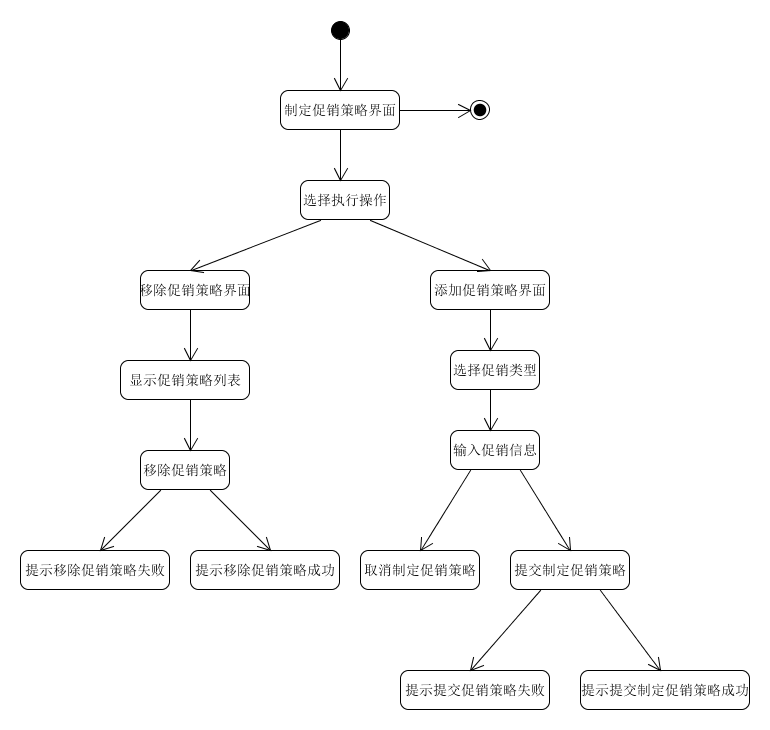 制定促销策略界面
选择执行操作
移除促销策略界面
添加促销策略界面
显示促销策略列表
选择促销类型
移除促销策略
输入促销信息
提示移除促销策略失败
提示移除促销策略成功
取消制定促销策略
提交制定促销策略
提示提交促销策略失败
提示提交制定促销策略成功